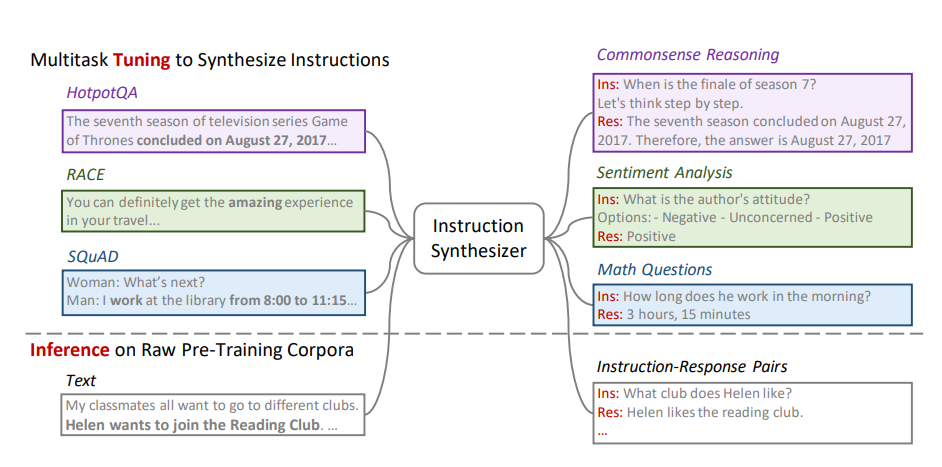 Multitask Tuning to Synthesize Instructions
HotpotQA
The seventh season of television series Game
of Thrones concluded on August 27, 2017...
RACE
You can definitely get the amazing experience
in your travel...
SQuAD
Woman: What's next?
Man: I work at the library from 8:00 to 11:15...
Instruction
Synthesizer
Commonsense Reasoning
Ins: When is the finale of season 7?
Let's think step by step.
Res: The seventh season concluded on August 27,
2017. Therefore, the answer is August 27, 2017
Sentiment Analysis
Ins: What is the author's attitude?
Options: - Negative - Unconcerned - Positive
Res: Positive
Math Questions
Ins: How long does he work in the morning?
Res: 3 hours, 15 minutes
Inference on Raw Pre-Training Corpora
Text
My classmates all want to go to different clubs.
Helen wants to join the Reading Club. ...
Instruction-Response Pairs
Ins: What club does Helen like?
Res: Helen likes the reading club.
...